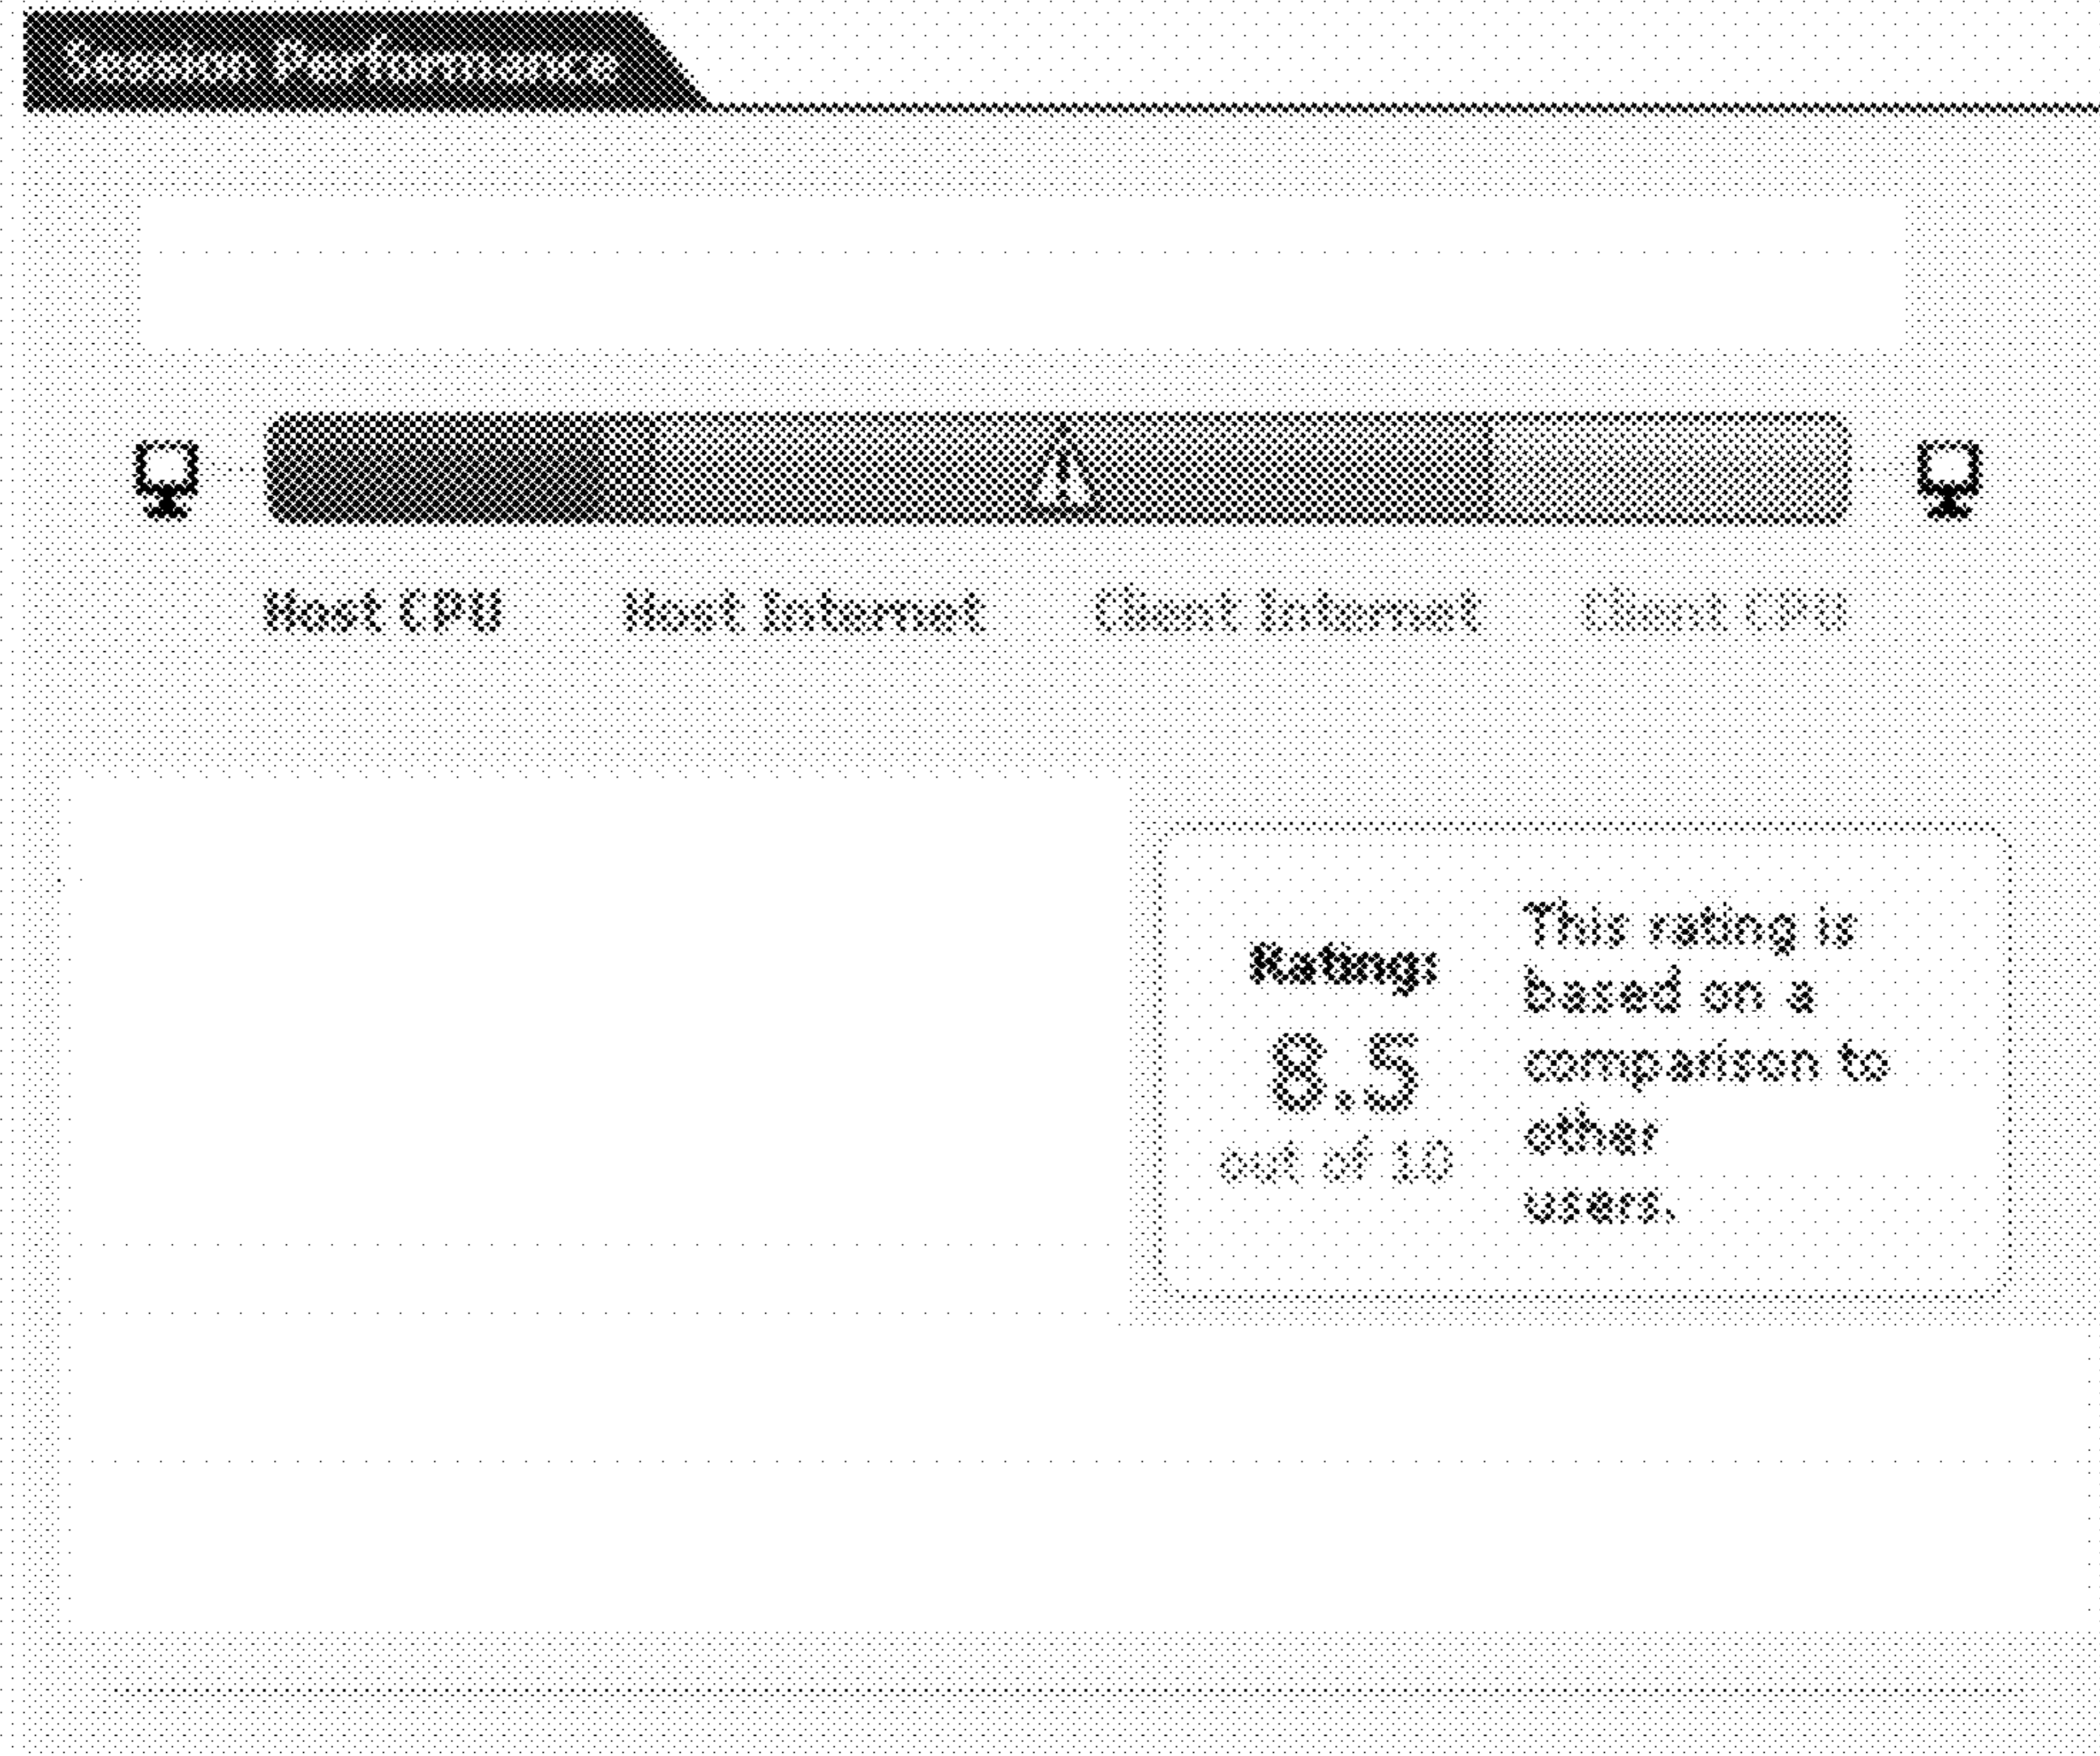 Session Performance
Host CPU Host Internet Client Internet Client CPU
Rating:
8.5
out of 10
This rating is
based on a
comparison to
other
users.